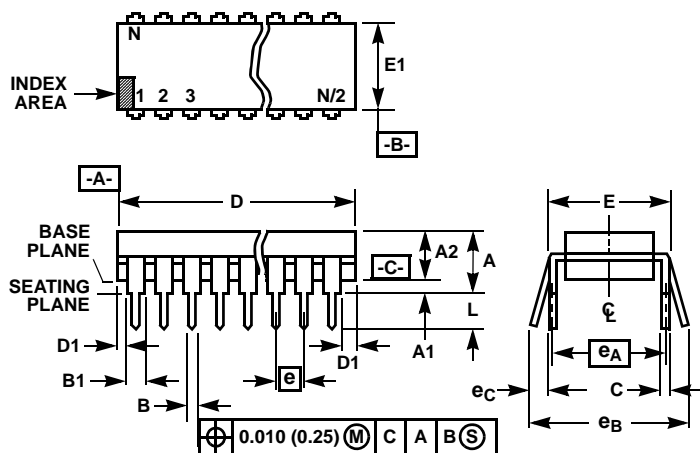 N
E1
INDEX
AREA
1 2 3 N/2
-B-
-A-
D
E
BASE
PLANE
A2
A
-C-
SEATING
PLANE
L
CL
D1
A1
D1
B1
e
eA
eC
C
B
eB
⌖ 0.010 (0.25) Ⓜ C A B Ⓢ